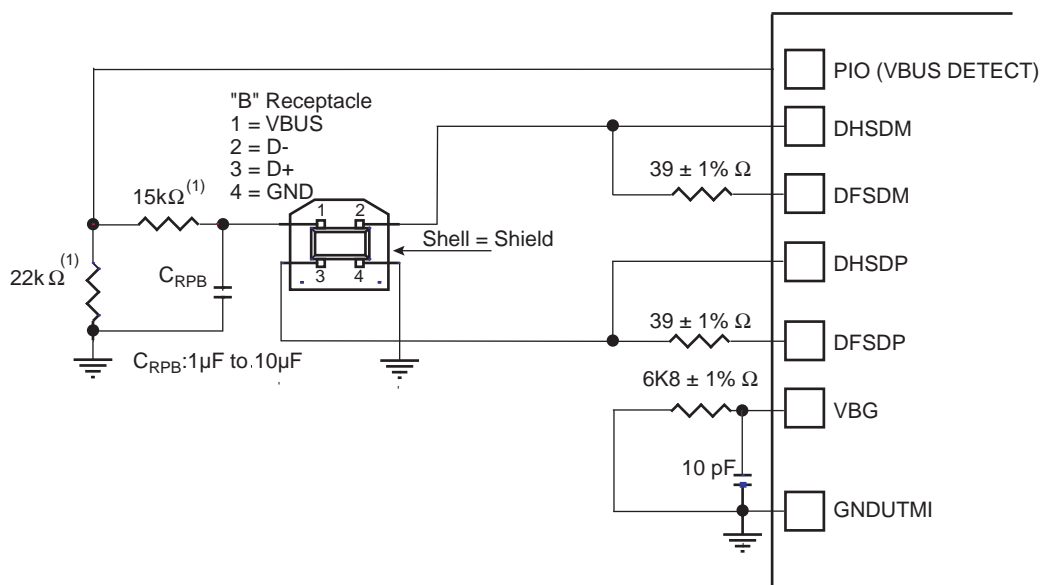 PIO (VBUS DETECT)
"B" Receptacle
1 = VBUS
2 = D-
3 = D+
4 = GND
DHSDM
39 ± 1% Ω
DFSDM
15kΩ (1)
1 2
Shell = Shield
3 4
DHSDP
22k Ω (1)
CRPB
39 ± 1% Ω
DFSDP
CRPB:1µF to 10µF
6K8 ± 1% Ω
VBG
10 pF
GNDUTMI